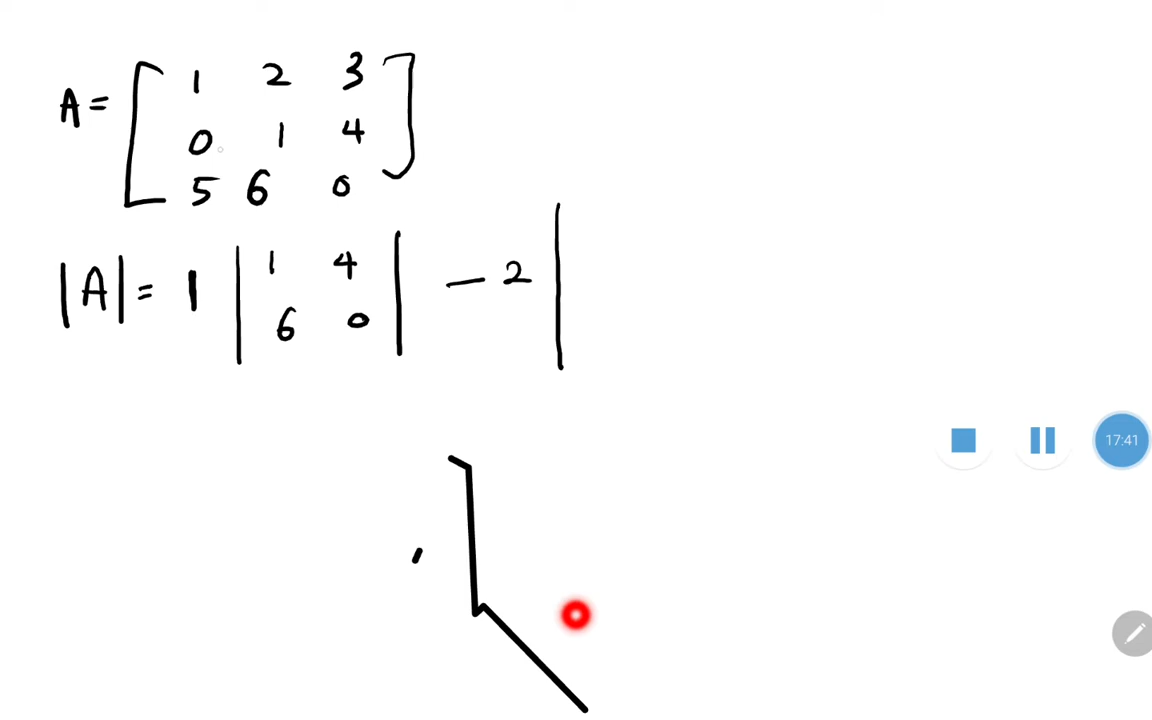 A = [ 1 2 3
0 1 4
5 6 0 ]
|A| = 1 | 1 4 | - 2 |
6 0
17:41